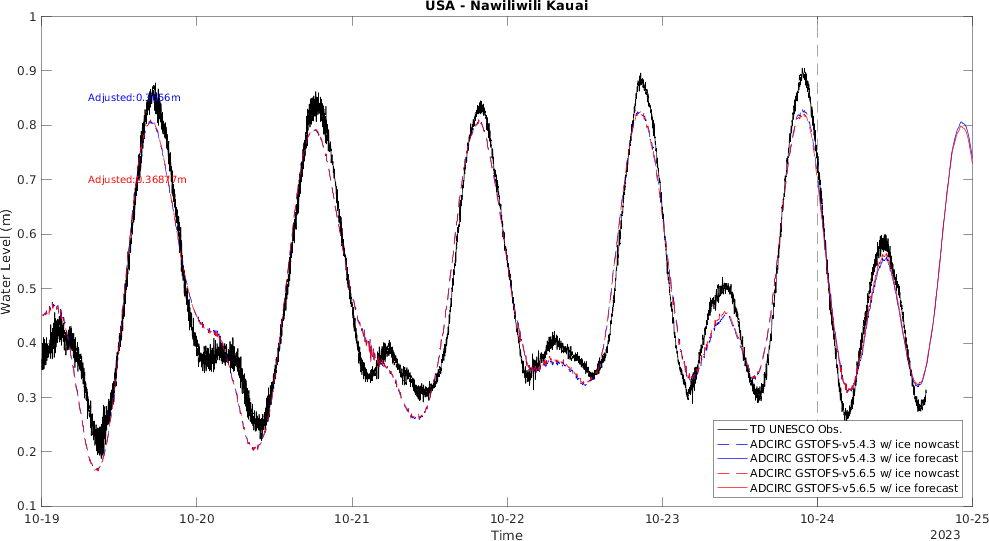 USA - Nawiliwili Kauai
1
0.9
0.8
0.7
0.6
0.5
0.4
0.3
0.2
0.1
Water Level (m)
Adjusted:0.3
Adjusted:0.36877m
TD UNESCO Obs.
ADCIRC GSTOFS-v5.4.3 w/ ice nowcast
ADCIRC GSTOFS-v5.4.3 w/ ice forecast
ADCIRC GSTOFS-v5.6.5 w/ ice nowcast
ADCIRC GSTOFS-v5.6.5 w/ ice forecast
10-19 10-20 10-21 10-22 10-23 10-24 10-25
Time
2023